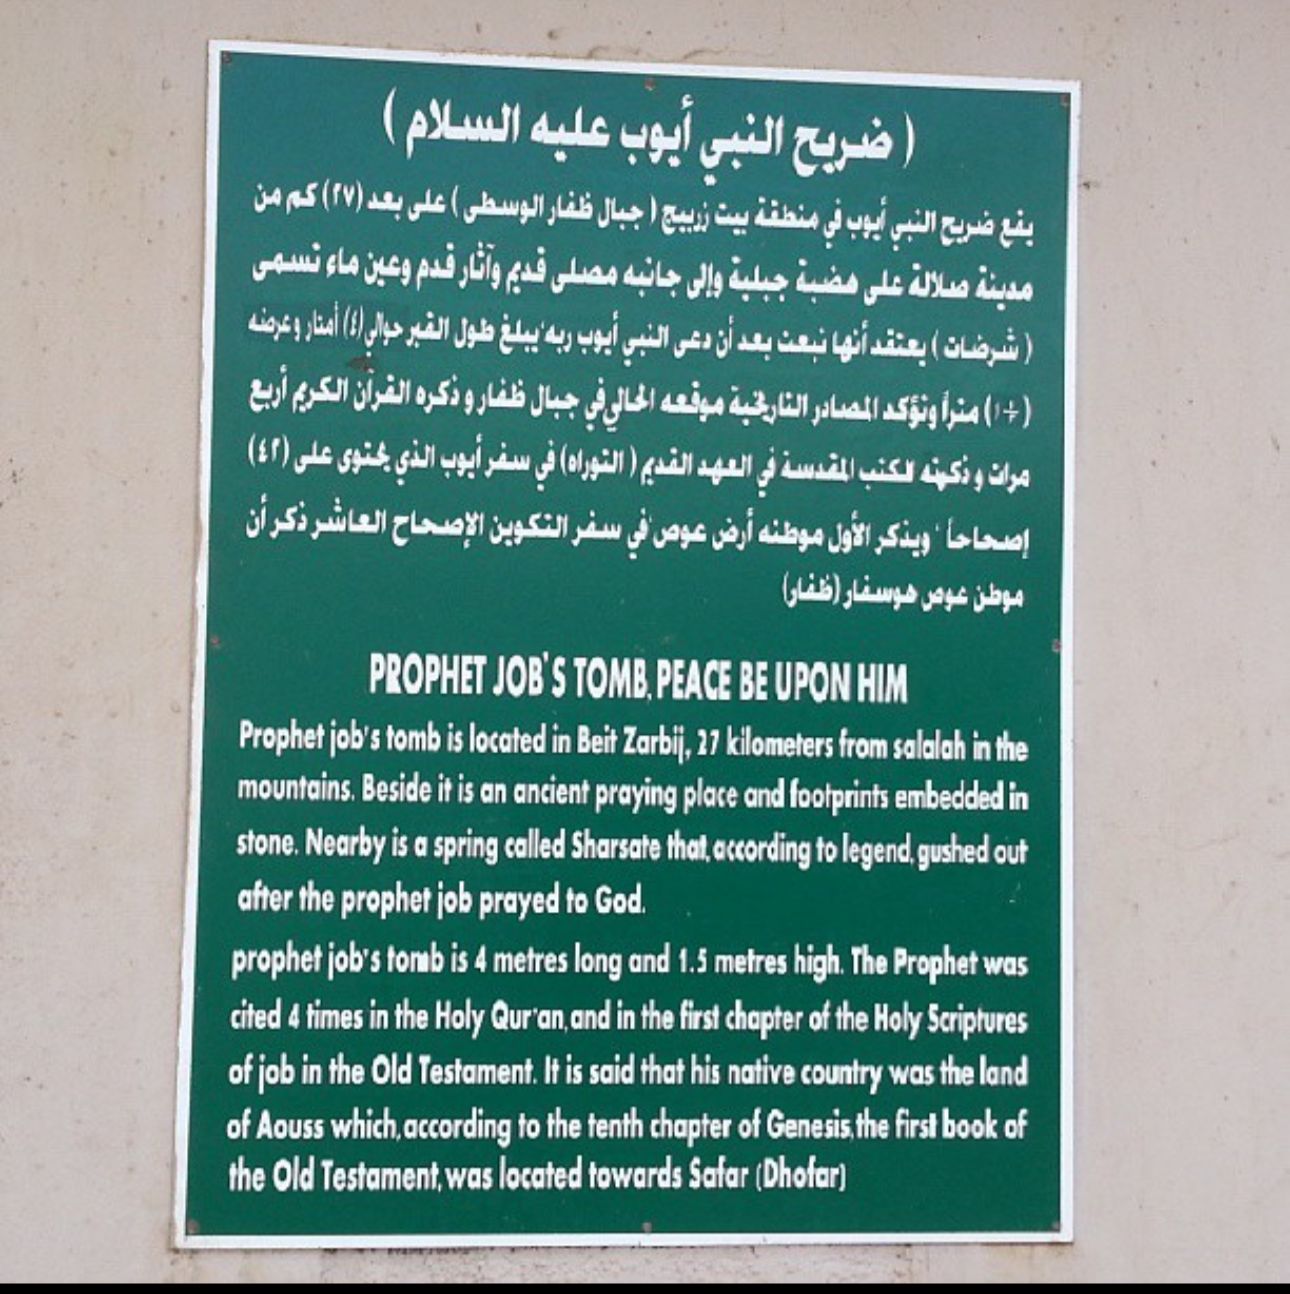 ( ضريح النبي أيوب عليه السلام )
يقع ضريح النبي أيوب في منطقة بيت زربيج ( جبال ظفار الوسطى ) على بعد (٢٧) كم من
مدينة صلالة على هضبة جبلية وإلى جانبه مصلى قديم وآثار قدم وعين ماء تسمى
( شرضات ) يعتقد أنها نبعت بعد أن دعى النبي أيوب ربه يبلغ طول القبر حوالي (٤) أمتار وعرضه
متراً وتؤكد المصادر التاريخية موقعه الحالي في جبال ظفار و ذكره القرآن الكريم أربع
مرات و ذكرته الكتب المقدسة في العهد القديم ( التوراه) في سفر أيوب الذي يحتوى على (٤٢)
إصحاحاً ' ويذكر الأول موطنه أرض عوص في سفر التكوين الإصحاح العاشر ذكر أن
موطن عوص هوسفار (ظفار)
PROPHET JOB'S TOMB, PEACE BE UPON HIM
Prophet job's tomb is located in Beit Zarbij, 27 kilometers from salalah in the
mountains. Beside it is an ancient praying place and footprints embedded in
stone. Nearby is a spring called Sharsate that, according to legend, gushed out
after the prophet job prayed to God.
prophet job's tomb is 4 metres long and 1.5 metres high. The Prophet was
cited 4 times in the Holy Qur'an, and in the first chapter of the Holy Scriptures
of job in the Old Testament. It is said that his native country was the land
of Aouss which, according to the tenth chapter of Genesis, the first book of
the Old Testament, was located towards Safar (Dhofar)